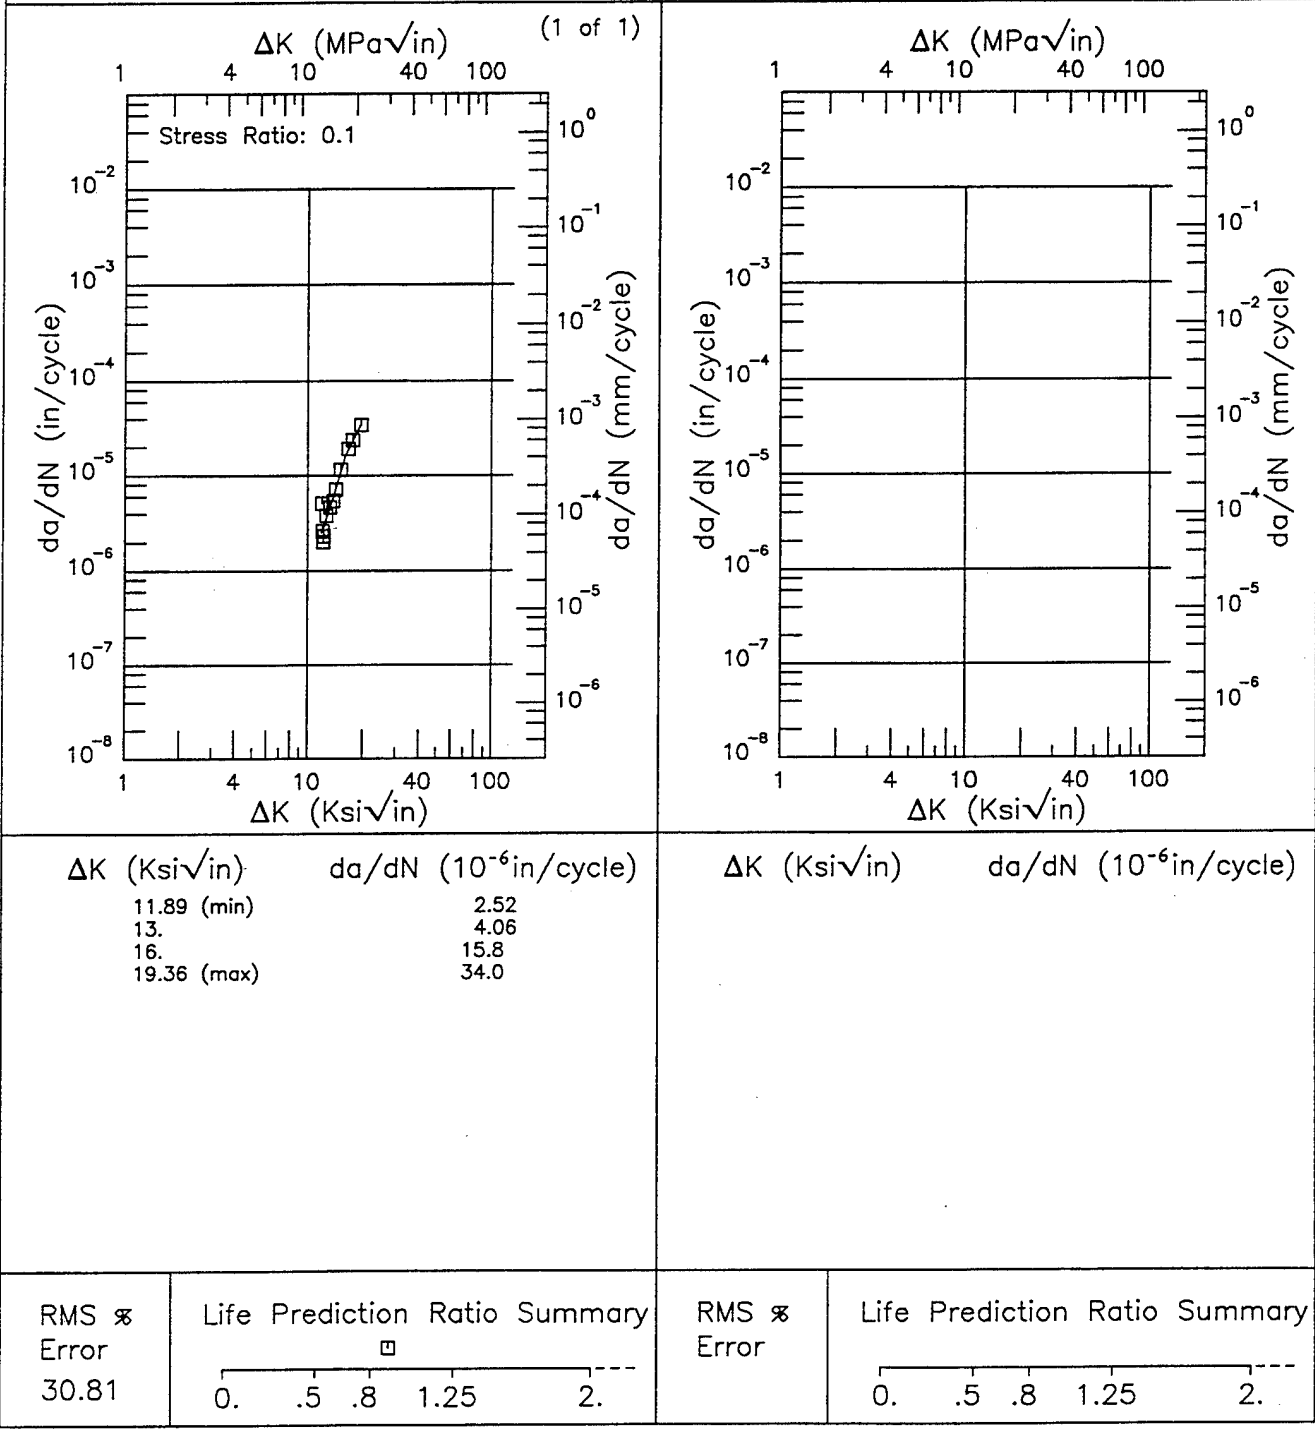 (1 of 1)
ΔK (MPa√in)
1 4 10 40 100
Stress Ratio: 0.1
10⁰
10⁻¹
10⁻²
10⁻³
10⁻⁴
10⁻⁵
10⁻⁶
da/dN (mm/cycle)
10⁻²
10⁻³
10⁻⁴
10⁻⁵
10⁻⁶
10⁻⁷
10⁻⁸
da/dN (in/cycle)
1 4 10 40 100
ΔK (Ksi√in)
ΔK (MPa√in)
1 4 10 40 100
10⁰
10⁻¹
10⁻²
10⁻³
10⁻⁴
10⁻⁵
10⁻⁶
da/dN (mm/cycle)
10⁻²
10⁻³
10⁻⁴
10⁻⁵
10⁻⁶
10⁻⁷
10⁻⁸
da/dN (in/cycle)
1 4 10 40 100
ΔK (Ksi√in)
ΔK (Ksi√in) da/dN (10⁻⁶in/cycle)
11.89 (min) 2.52
13. 4.06
16. 15.8
19.36 (max) 34.0
ΔK (Ksi√in) da/dN (10⁻⁶in/cycle)
RMS %
Error
30.81
Life Prediction Ratio Summary
0. .5 .8 1.25 2.
RMS %
Error
Life Prediction Ratio Summary
0. .5 .8 1.25 2.